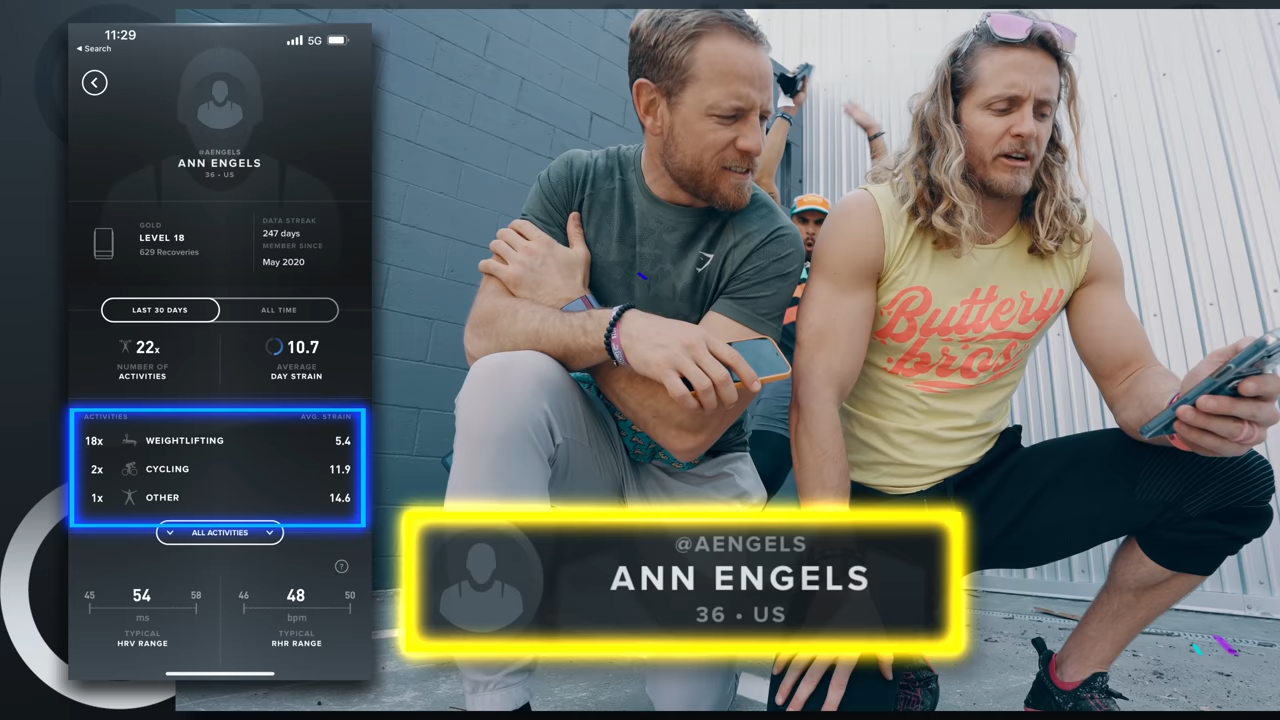 11:29
5G
◀ Search
@AENGELS
ANN ENGELS
36 • US
GOLD
LEVEL 18
629 Recoveries
DATA STREAK
247 days
MEMBER SINCE
May 2020
LAST 30 DAYS
ALL TIME
22x
NUMBER OF
ACTIVITIES
10.7
AVERAGE
DAY STRAIN
ACTIVITIES AVG. STRAIN
18x WEIGHTLIFTING 5.4
2x CYCLING 11.9
1x OTHER 14.6
ALL ACTIVITIES
?
45 54 58
ms
TYPICAL
HRV RANGE
46 48 50
bpm
TYPICAL
RHR RANGE
Buttery
bros
@AENGELS
ANN ENGELS
36 • US